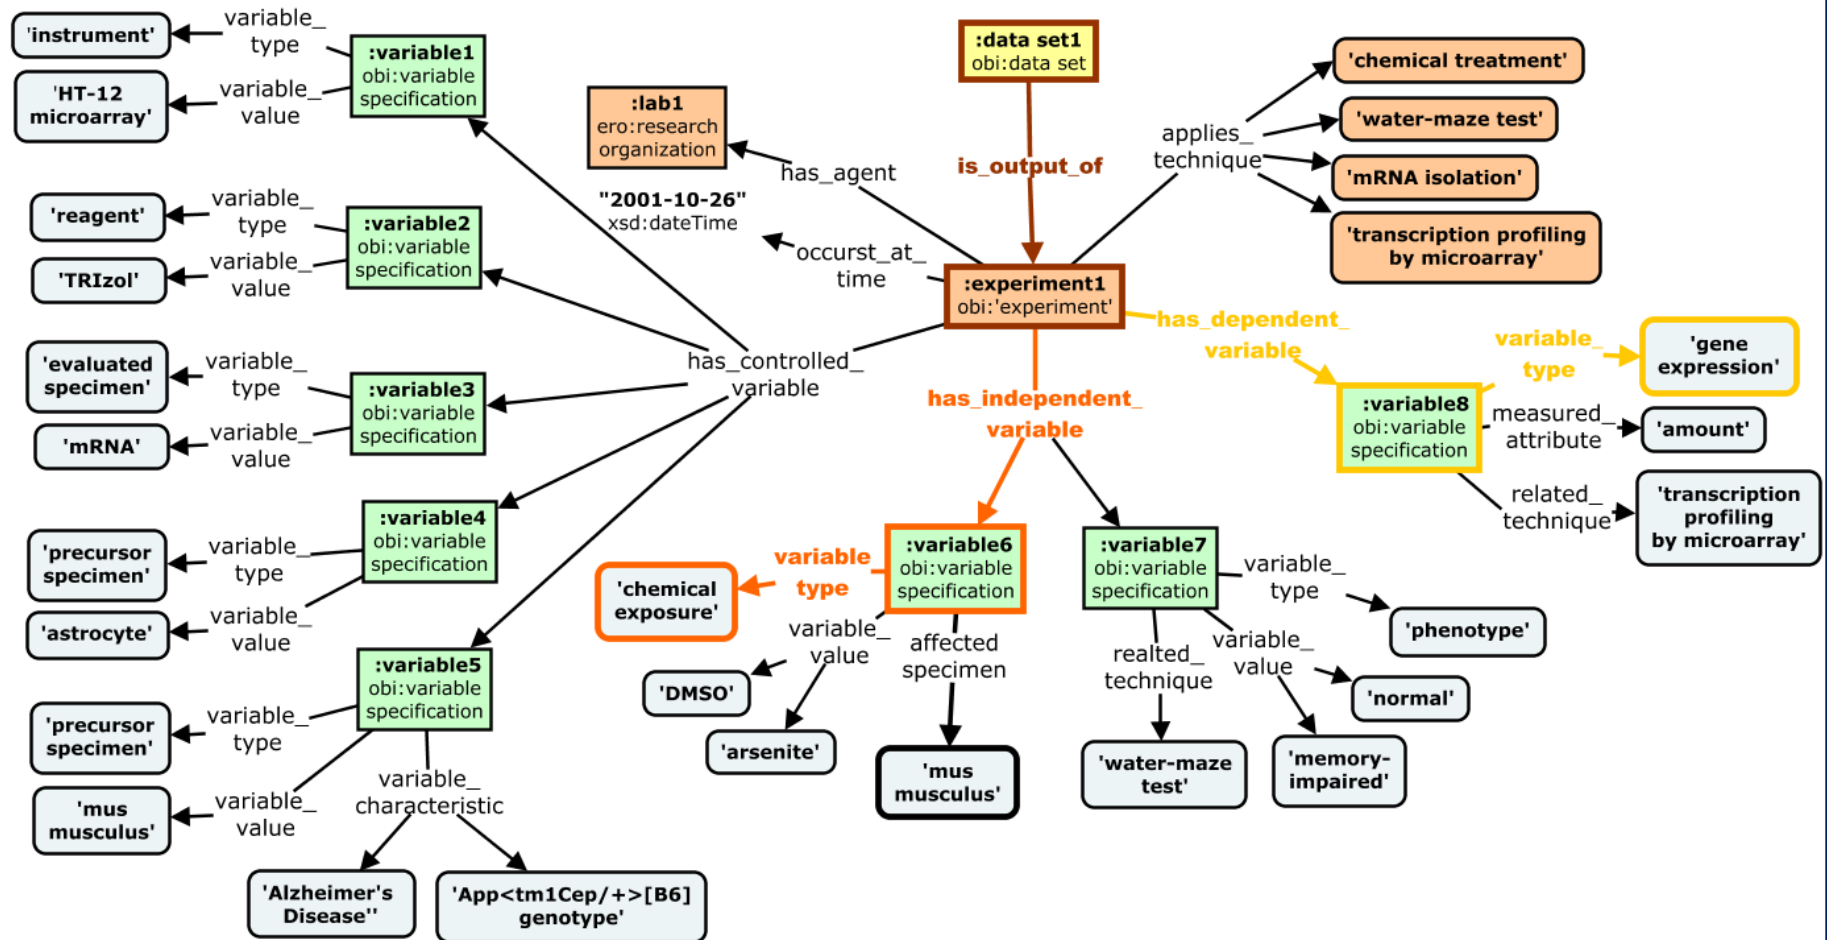 'instrument'
variable_
type
'HT-12
microarray'
variable_
value
:variable1
obi:variable
specification
:lab1
ero:research
organization
has_agent
"2001-10-26"
xsd:dateTime
occurst_at_
time
:data set1
obi:data set
is_output_of
:experiment1
obi:'experiment'
applies_
technique
'chemical treatment'
'water-maze test'
'mRNA isolation'
'transcription profiling
by microarray'
'reagent'
variable_
type
'TRIzol'
variable_
value
:variable2
obi:variable
specification
has_controlled_
variable
'evaluated
specimen'
variable_
type
'mRNA'
variable_
value
:variable3
obi:variable
specification
'precursor
specimen'
variable_
type
'astrocyte'
variable_
value
:variable4
obi:variable
specification
'precursor
specimen'
variable_
type
'mus
musculus'
variable_
value
:variable5
obi:variable
specification
variable_
characteristic
'Alzheimer's
Disease''
'App<tm1Cep/+>[B6]
genotype'
has_independent_
variable
:variable6
obi:variable
specification
variable
type
'chemical
exposure'
variable_
value
'DMSO'
'arsenite'
affected
specimen
'mus
musculus'
:variable7
obi:variable
specification
variable_
type
'phenotype'
realted_
technique
'water-maze
test'
variable_
value
'normal'
'memory-
impaired'
has_dependent_
variable
:variable8
obi:variable
specification
variable_
type
'gene
expression'
measured_
attribute
'amount'
related_
technique
'transcription
profiling
by microarray'